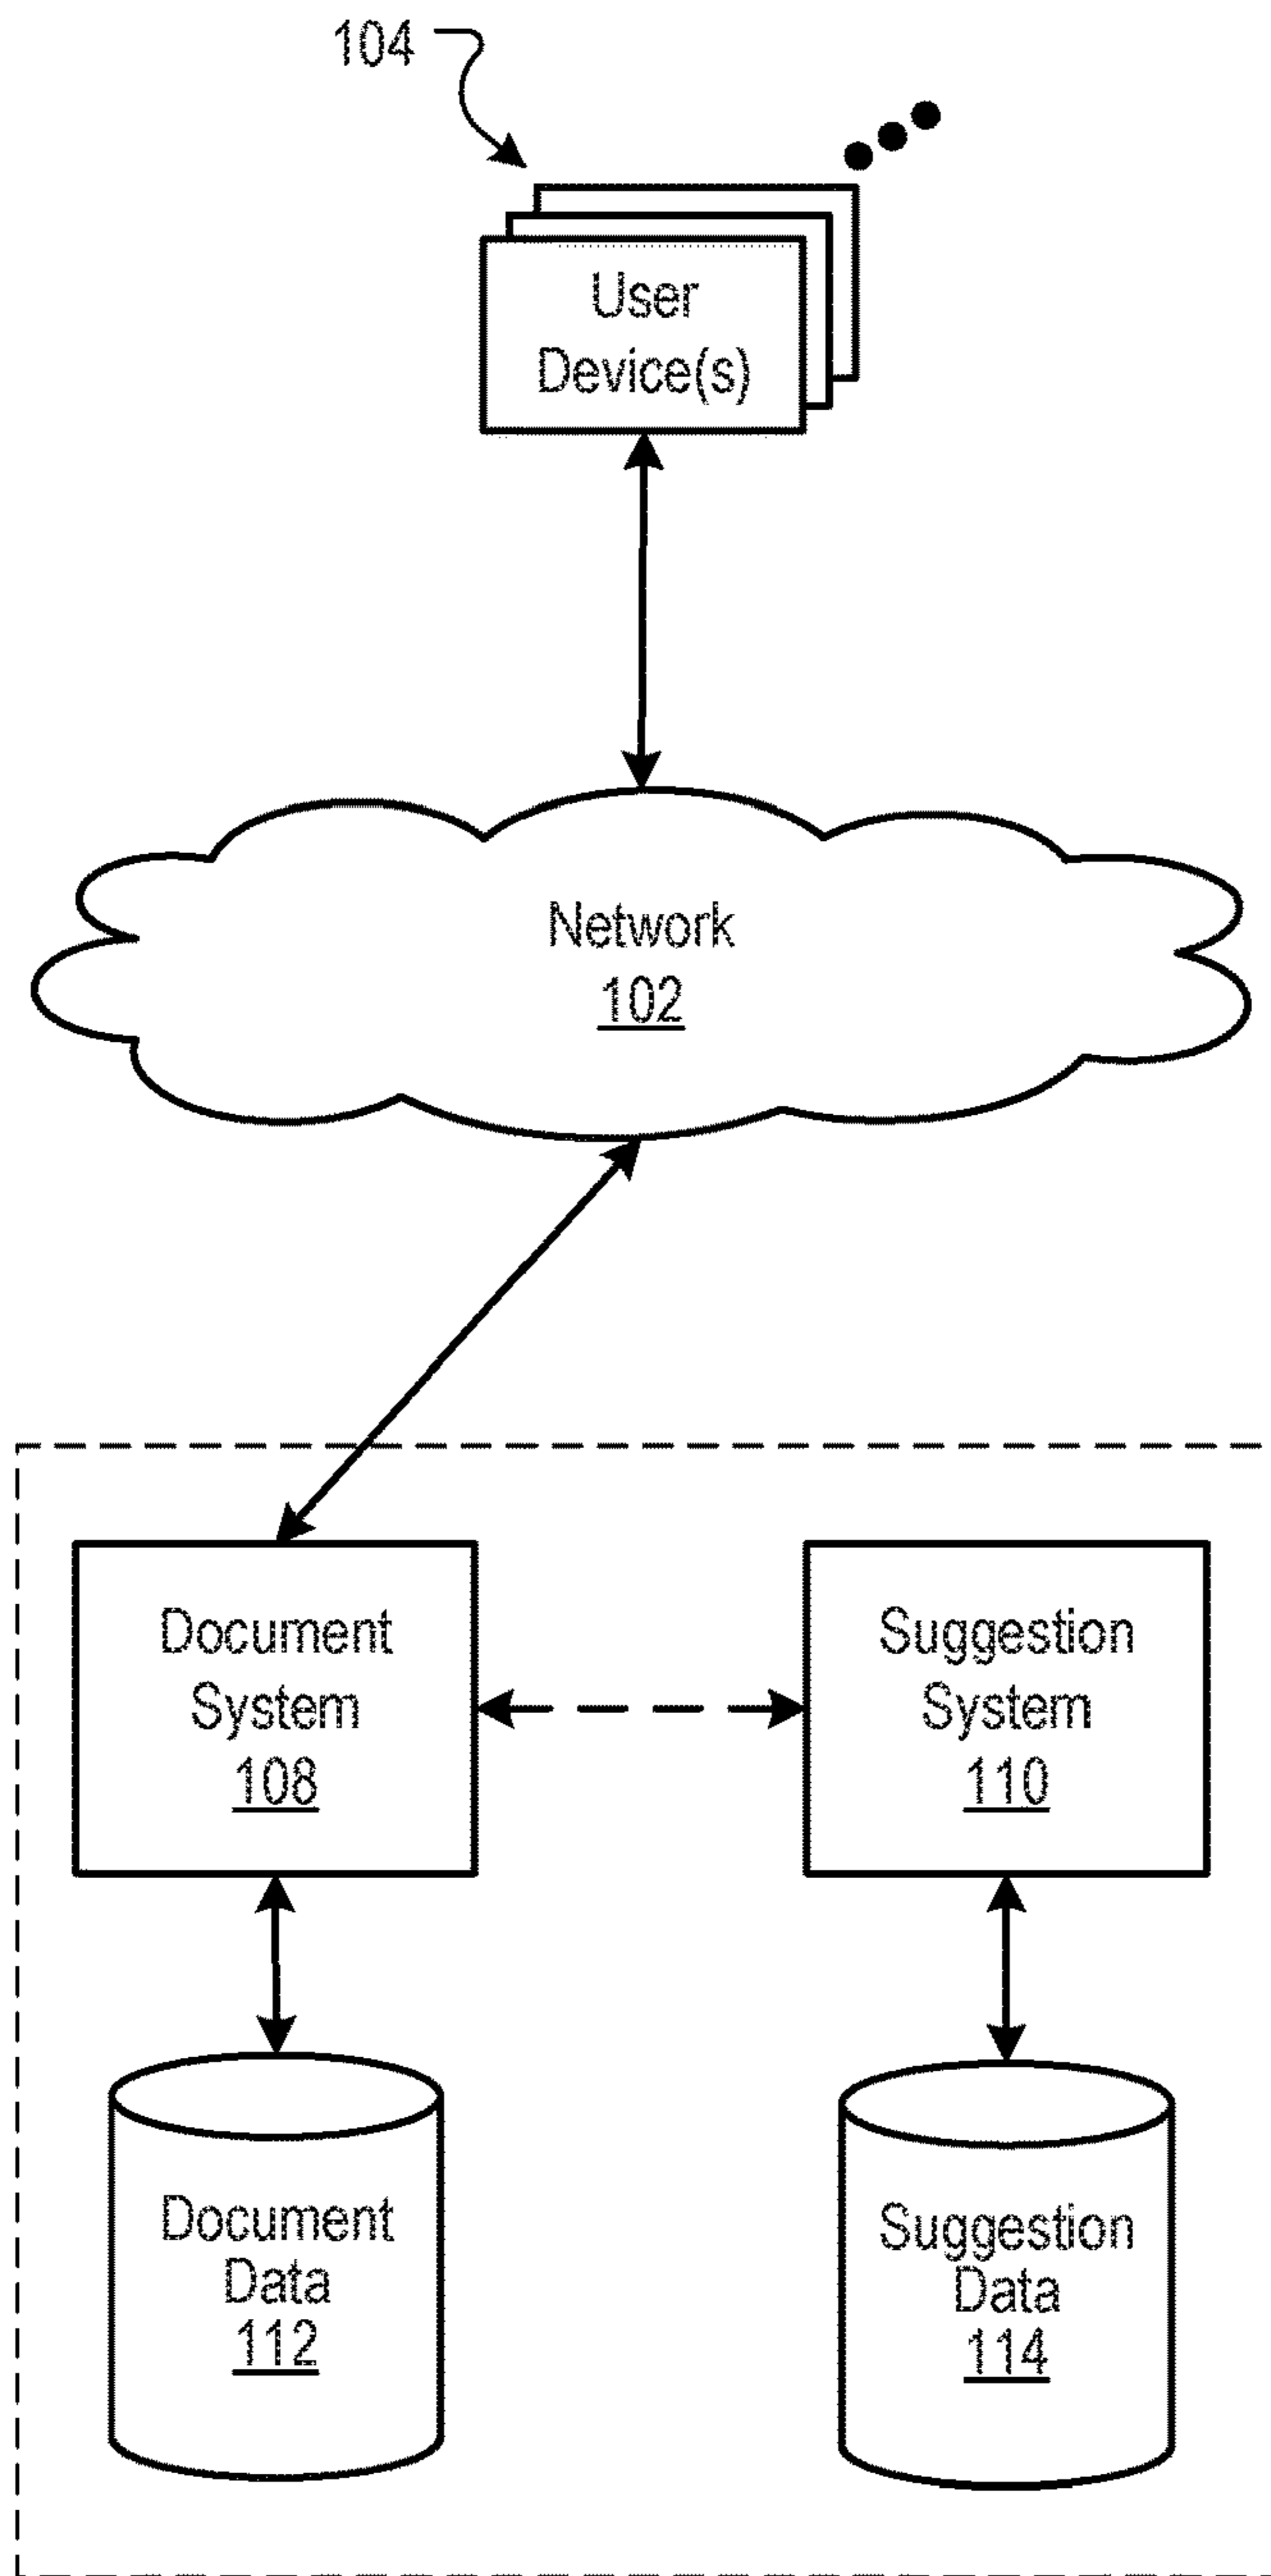 104
User
Device(s)
Network
102
Document
System
108
Suggestion
System
110
Document
Data
112
Suggestion
Data
114